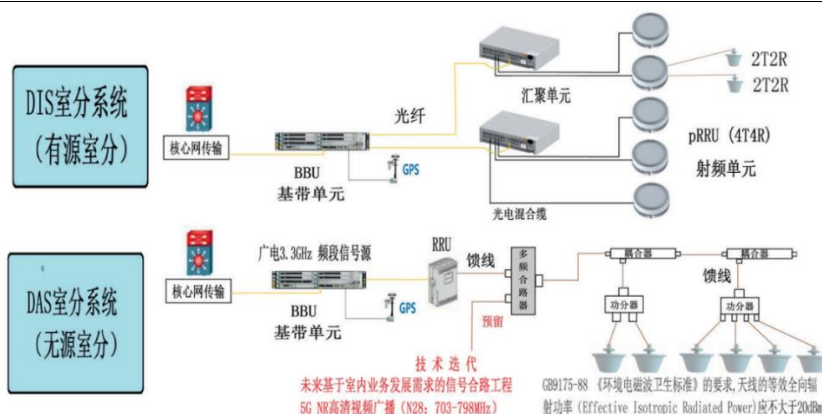 DIS室分系统
(有源室分)
核心网传输
BBU
基带单元
GPS
光纤
汇聚单元
光电混合缆
2T2R
2T2R
pRRU (4T4R)
射频单元
DAS室分系统
(无源室分)
核心网传输
广电3.3GHz 频段信号源
BBU
基带单元
GPS
RRU
馈线
多频合路器
预留
耦合器
耦合器
馈线
功分器
功分器
技术迭代
未来基于室内业务发展需求的信号合路工程
5G NR高清视频广播 (N28: 703-798MHz)
GB9175-88 《环境电磁波卫生标准》的要求,天线的等效全向辐
射功率 (Effective Isotropic Radiated Power)应不大于20dBm